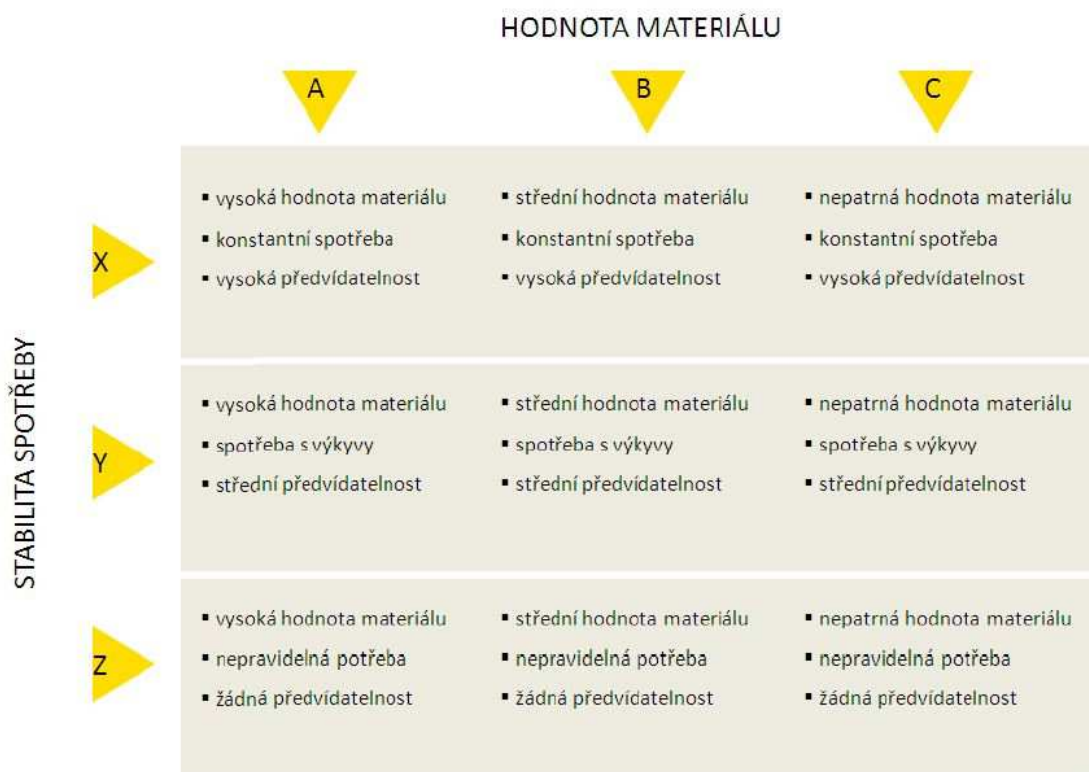 HODNOTA MATERIÁLU
A
B
C
STABILITA SPOTŘEBY
X
▪ vysoká hodnota materiálu
▪ konstantní spotřeba
▪ vysoká předvídatelnost
▪ střední hodnota materiálu
▪ konstantní spotřeba
▪ vysoká předvídatelnost
▪ nepatrná hodnota materiálu
▪ konstantní spotřeba
▪ vysoká předvídatelnost
Y
▪ vysoká hodnota materiálu
▪ spotřeba s výkyvy
▪ střední předvídatelnost
▪ střední hodnota materiálu
▪ spotřeba s výkyvy
▪ střední předvídatelnost
▪ nepatrná hodnota materiálu
▪ spotřeba s výkyvy
▪ střední předvídatelnost
Z
▪ vysoká hodnota materiálu
▪ nepravidelná potřeba
▪ žádná předvídatelnost
▪ střední hodnota materiálu
▪ nepravidelná potřeba
▪ žádná předvídatelnost
▪ nepatrná hodnota materiálu
▪ nepravidelná potřeba
▪ žádná předvídatelnost